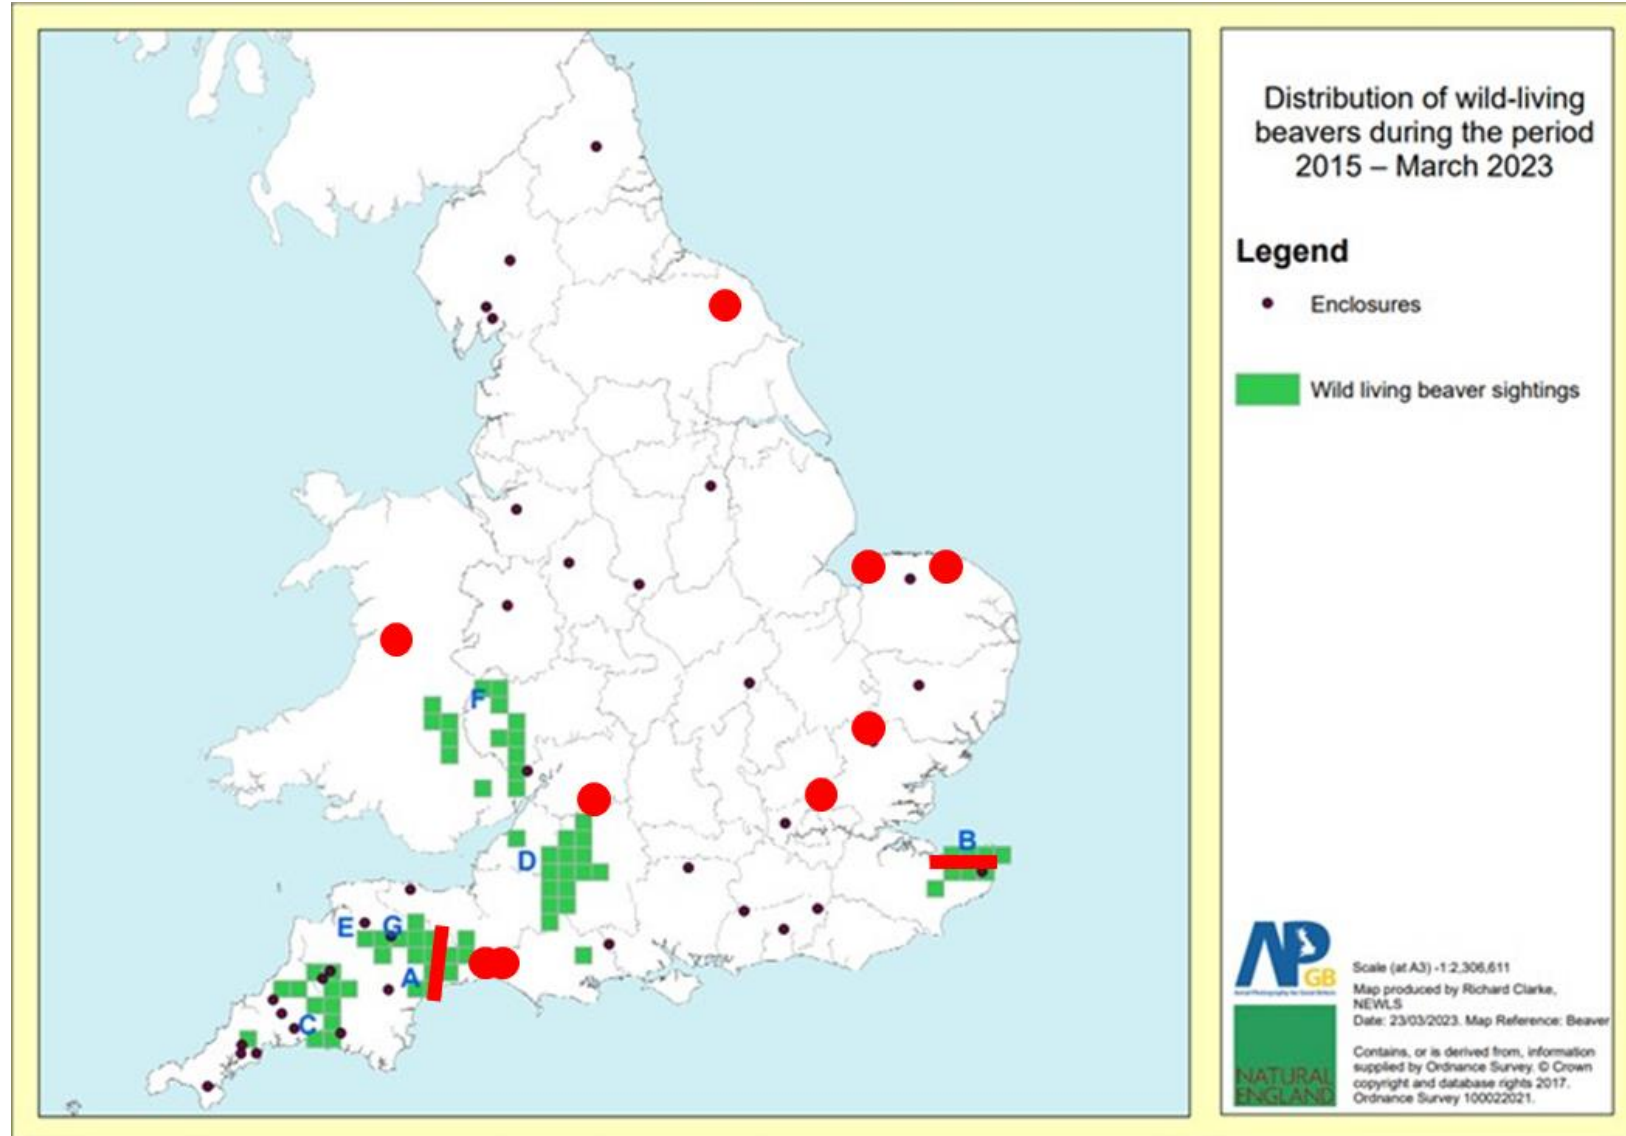 Distribution of wild-living
beavers during the period
2015 – March 2023
Legend
Enclosures
Wild living beaver sightings
F
D
B
E
G
A
C
APGB
Scale (at A3) -1:2,306,611
Map produced by Richard Clarke,
NEWLS
Date: 23/03/2023. Map Reference: Beaver
Contains, or is derived from, information
supplied by Ordnance Survey. © Crown
copyright and database rights 2017.
Ordnance Survey 100022021.
NATURAL
ENGLAND